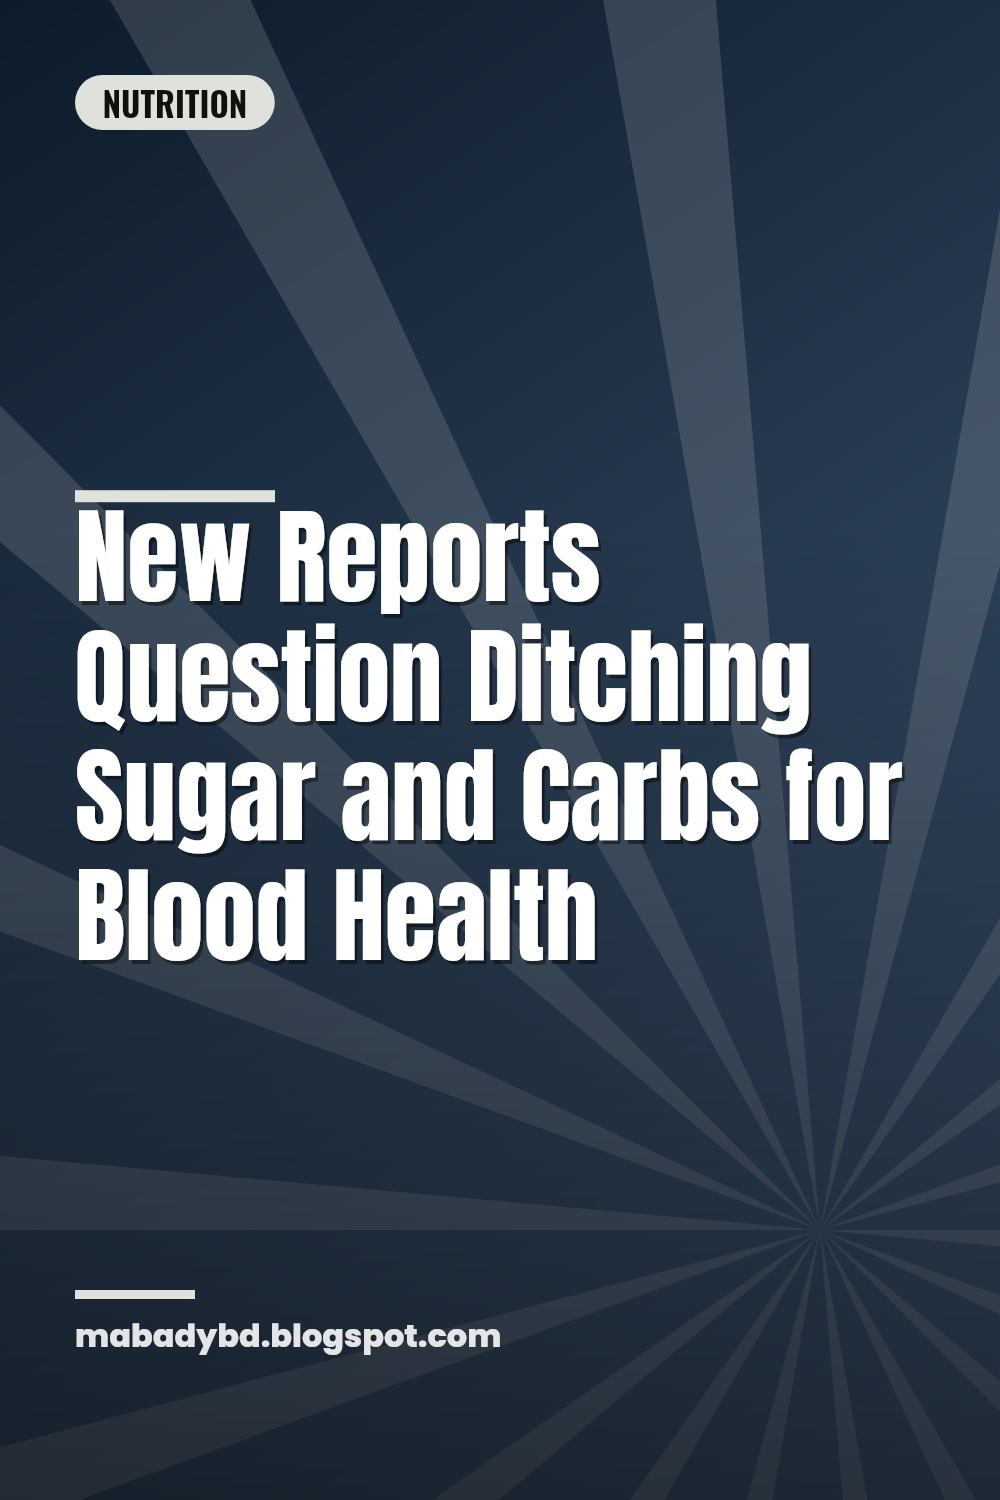 NUTRITION
New Reports
Question Ditching
Sugar and Carbs for
Blood Health
mabadybd.blogspot.com